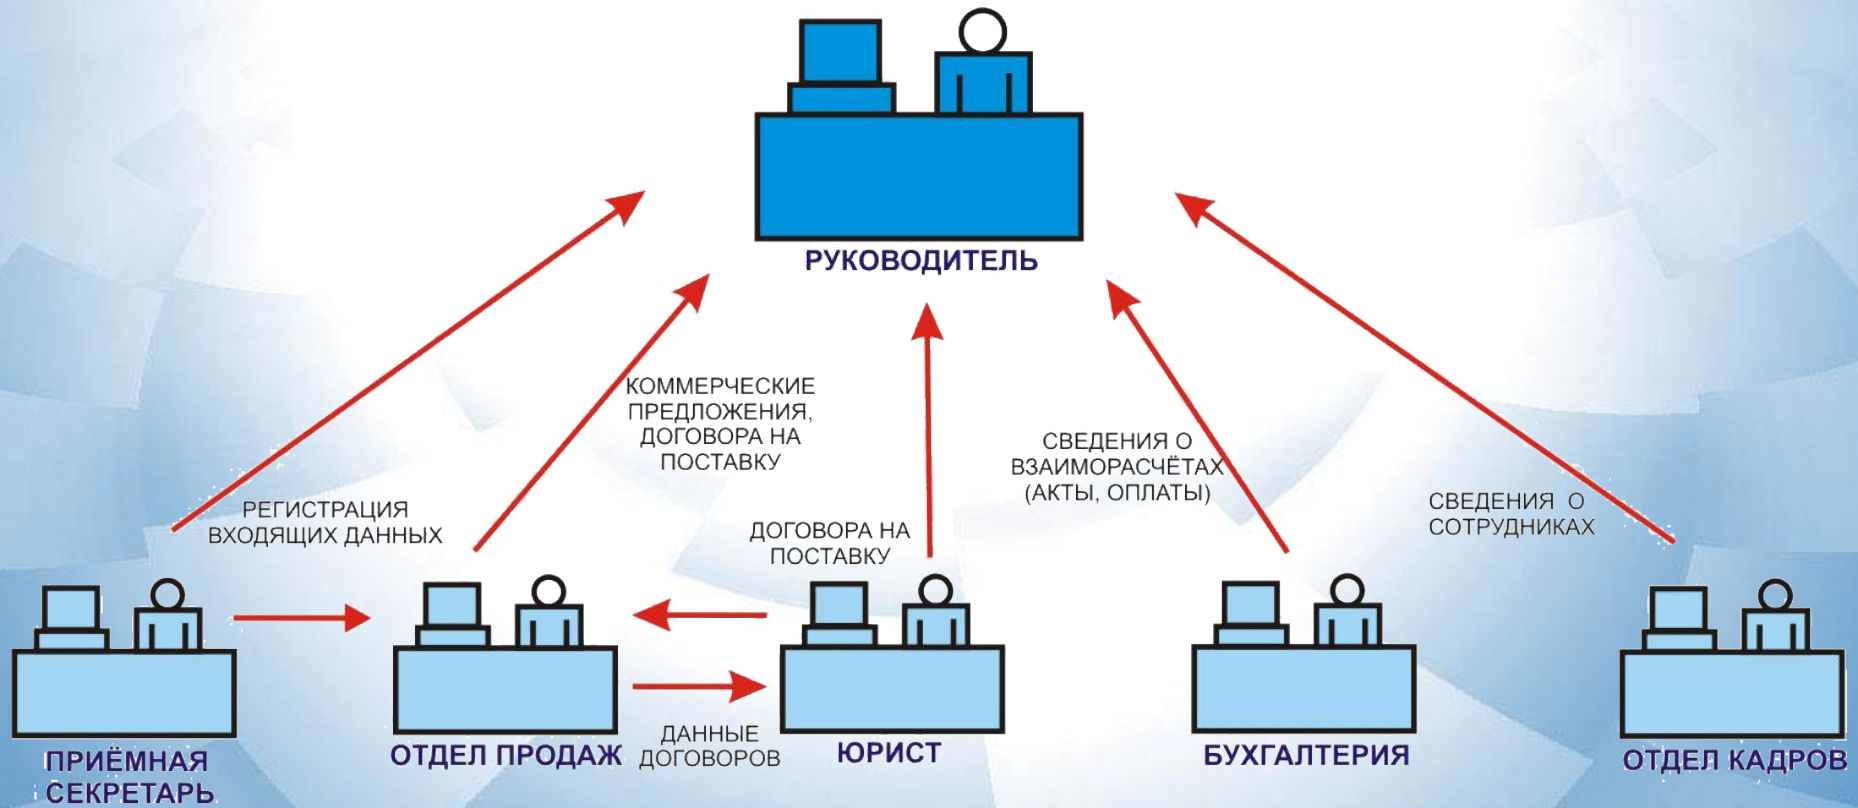 РУКОВОДИТЕЛЬ
КОММЕРЧЕСКИЕ
ПРЕДЛОЖЕНИЯ,
ДОГОВОРА НА
ПОСТАВКУ
СВЕДЕНИЯ О
ВЗАИМОРАСЧЁТАХ
(АКТЫ, ОПЛАТЫ)
РЕГИСТРАЦИЯ
ВХОДЯЩИХ ДАННЫХ
ДОГОВОРА НА
ПОСТАВКУ
СВЕДЕНИЯ О
СОТРУДНИКАХ
ПРИЁМНАЯ
СЕКРЕТАРЬ
ОТДЕЛ ПРОДАЖ
ДАННЫЕ
ДОГОВОРОВ
ЮРИСТ
БУХГАЛТЕРИЯ
ОТДЕЛ КАДРОВ